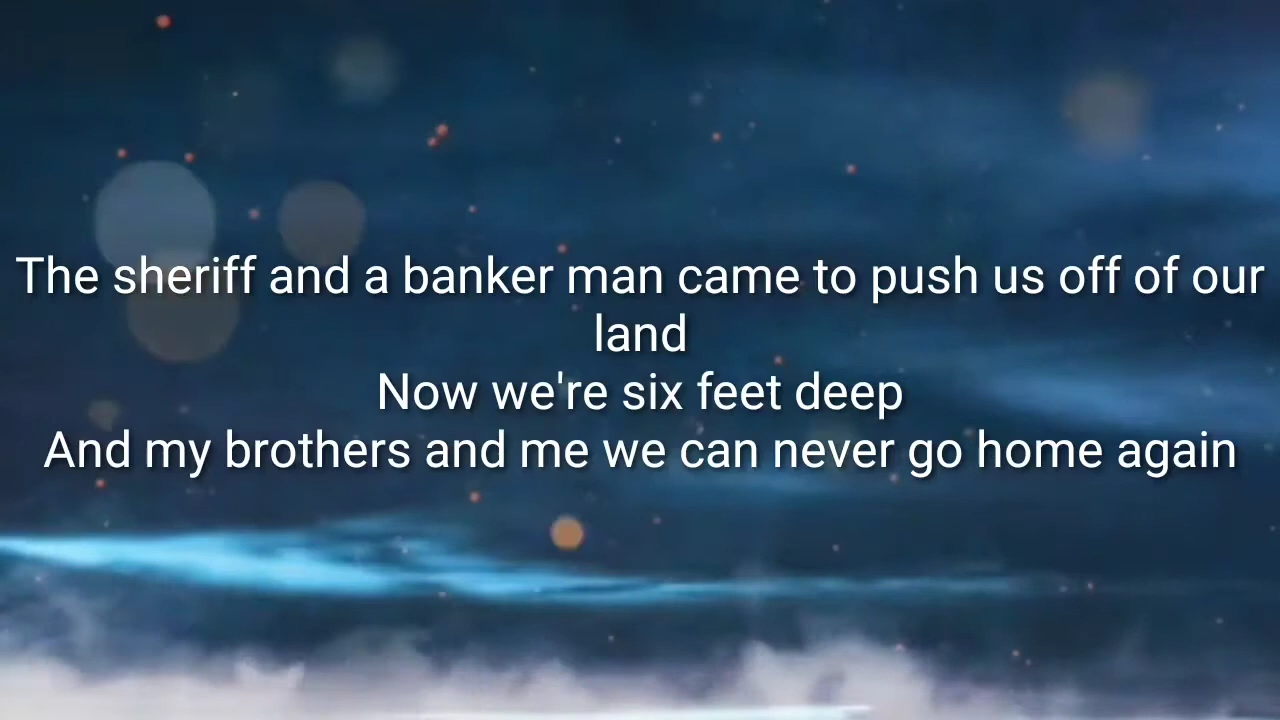 The sheriff and a banker man came to push us off of our
land
Now we're six feet deep
And my brothers and me we can never go home again